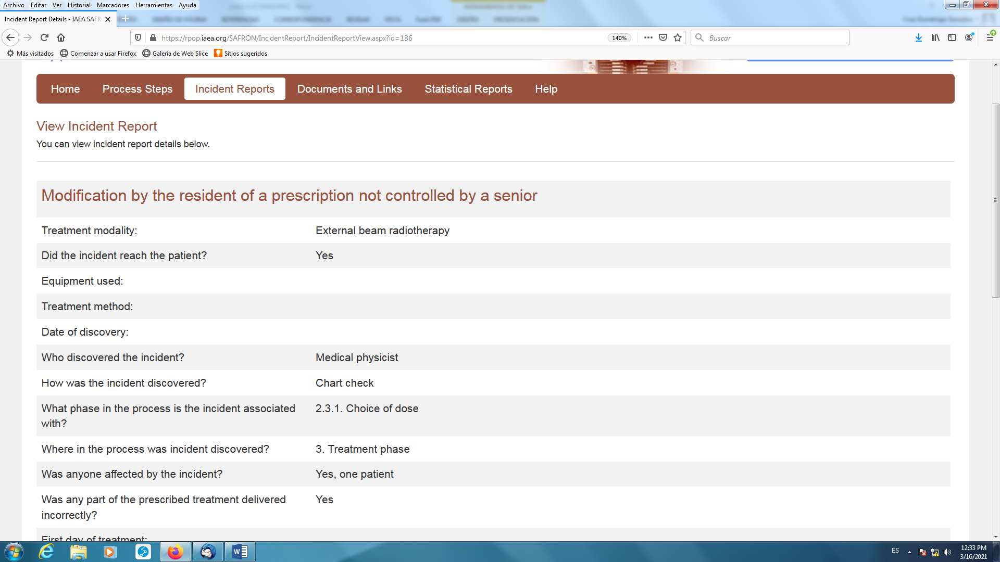 Archivo Editar Ver Historial Marcadores Herramientas Ayuda
Incident Report Details - IAEA SAFR
https://rpop.iaea.org/SAFRON/IncidentReport/IncidentReportView.aspx?id=186
140%
Buscar
Más visitados Comenzar a usar Firefox Galería de Web Slice Sitios sugeridos
Home Process Steps Incident Reports Documents and Links Statistical Reports Help
View Incident Report
You can view incident report details below.
Modification by the resident of a prescription not controlled by a senior
Treatment modality: External beam radiotherapy
Did the incident reach the patient? Yes
Equipment used:
Treatment method:
Date of discovery:
Who discovered the incident? Medical physicist
How was the incident discovered? Chart check
What phase in the process is the incident associated 2.3.1. Choice of dose
with?
Where in the process was incident discovered? 3. Treatment phase
Was anyone affected by the incident? Yes, one patient
Was any part of the prescribed treatment delivered Yes
incorrectly?
First day of treatment:
ES
12:33 PM
3/16/2021